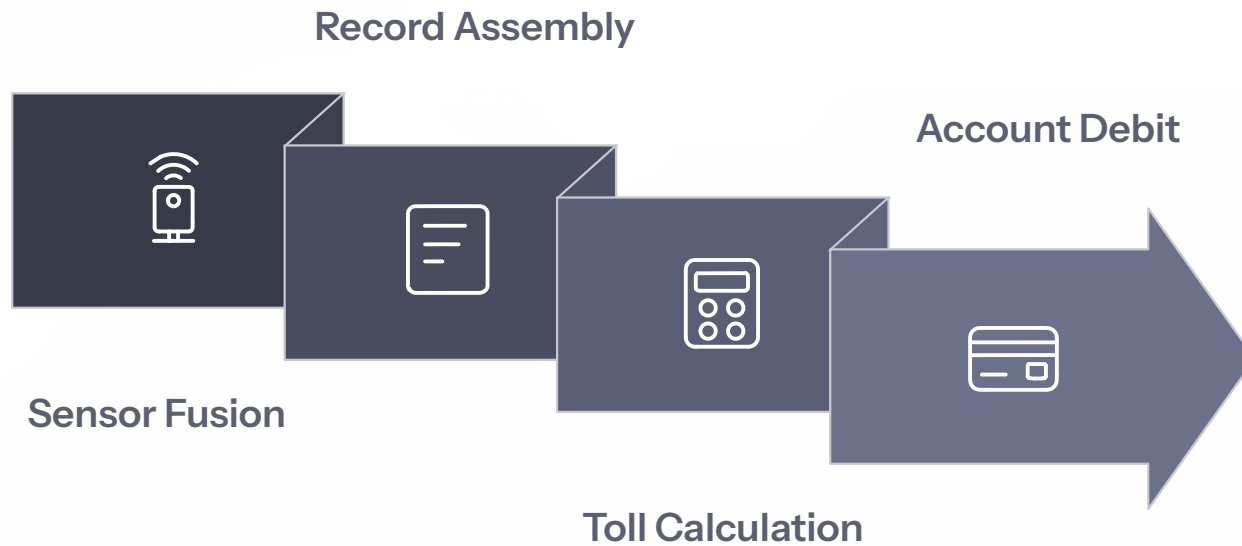 Record Assembly
Account Debit
Sensor Fusion
Toll Calculation